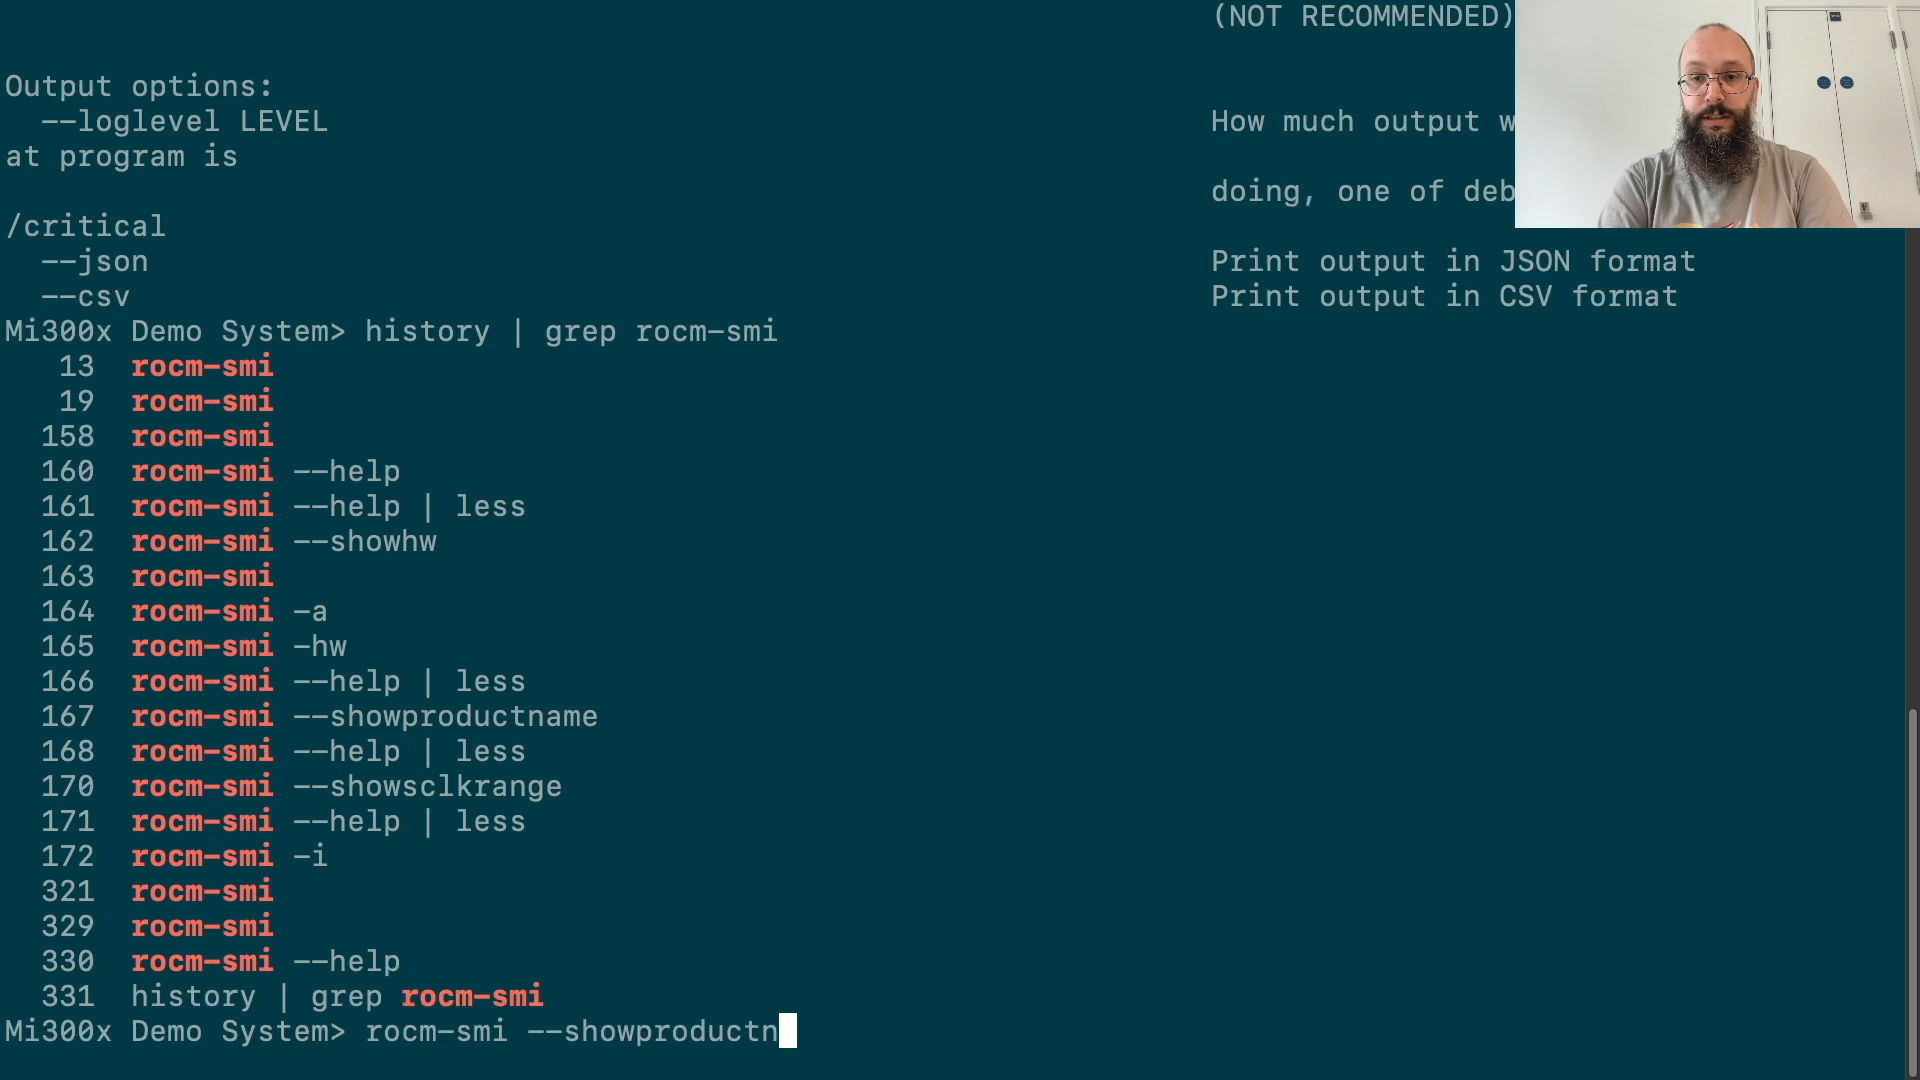 (NOT RECOMMENDED)
Output options:
--loglevel LEVEL How much output w
at program is
doing, one of deb
/critical
--json Print output in JSON format
--csv Print output in CSV format
Mi300x Demo System> history | grep rocm-smi
13 rocm-smi
19 rocm-smi
158 rocm-smi
160 rocm-smi --help
161 rocm-smi --help | less
162 rocm-smi --showhw
163 rocm-smi
164 rocm-smi -a
165 rocm-smi -hw
166 rocm-smi --help | less
167 rocm-smi --showproductname
168 rocm-smi --help | less
170 rocm-smi --showsclkrange
171 rocm-smi --help | less
172 rocm-smi -i
321 rocm-smi
329 rocm-smi
330 rocm-smi --help
331 history | grep rocm-smi
Mi300x Demo System> rocm-smi --showproductn